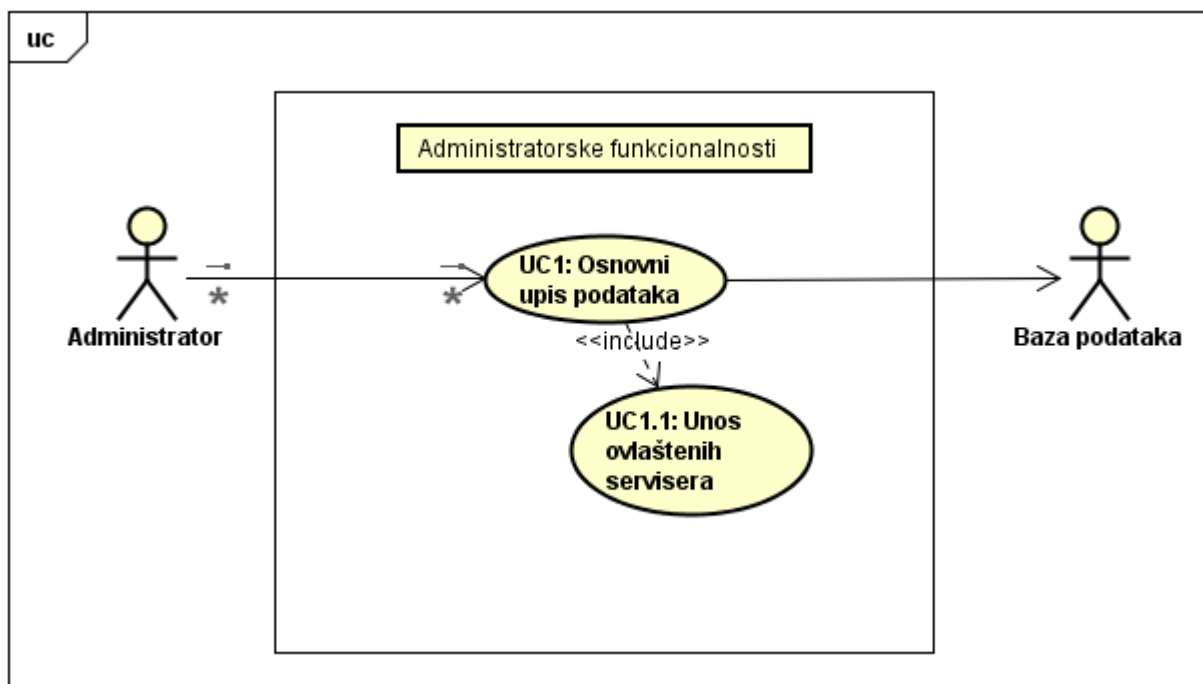 uc
Administratorske funkcionalnosti
UC1: Osnovni
upis podataka
*
*
Administrator
Baza podataka
<<include>>
UC1.1: Unos
ovlaštenih
servisera